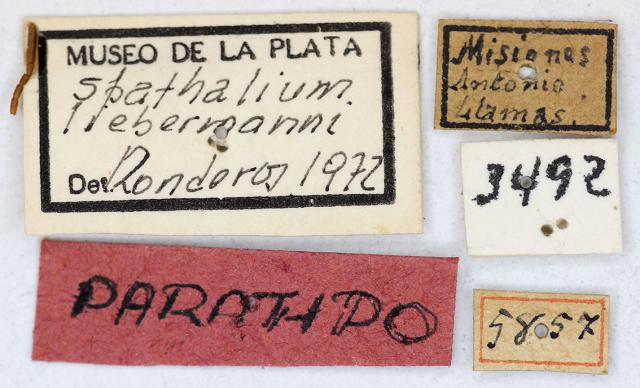 MUSEO DE LA PLATA
Spathalium.
liebermanni
Det Ronderos 1972
Misiones
Antonio
Llamas.
3492
PARATIPO
5857